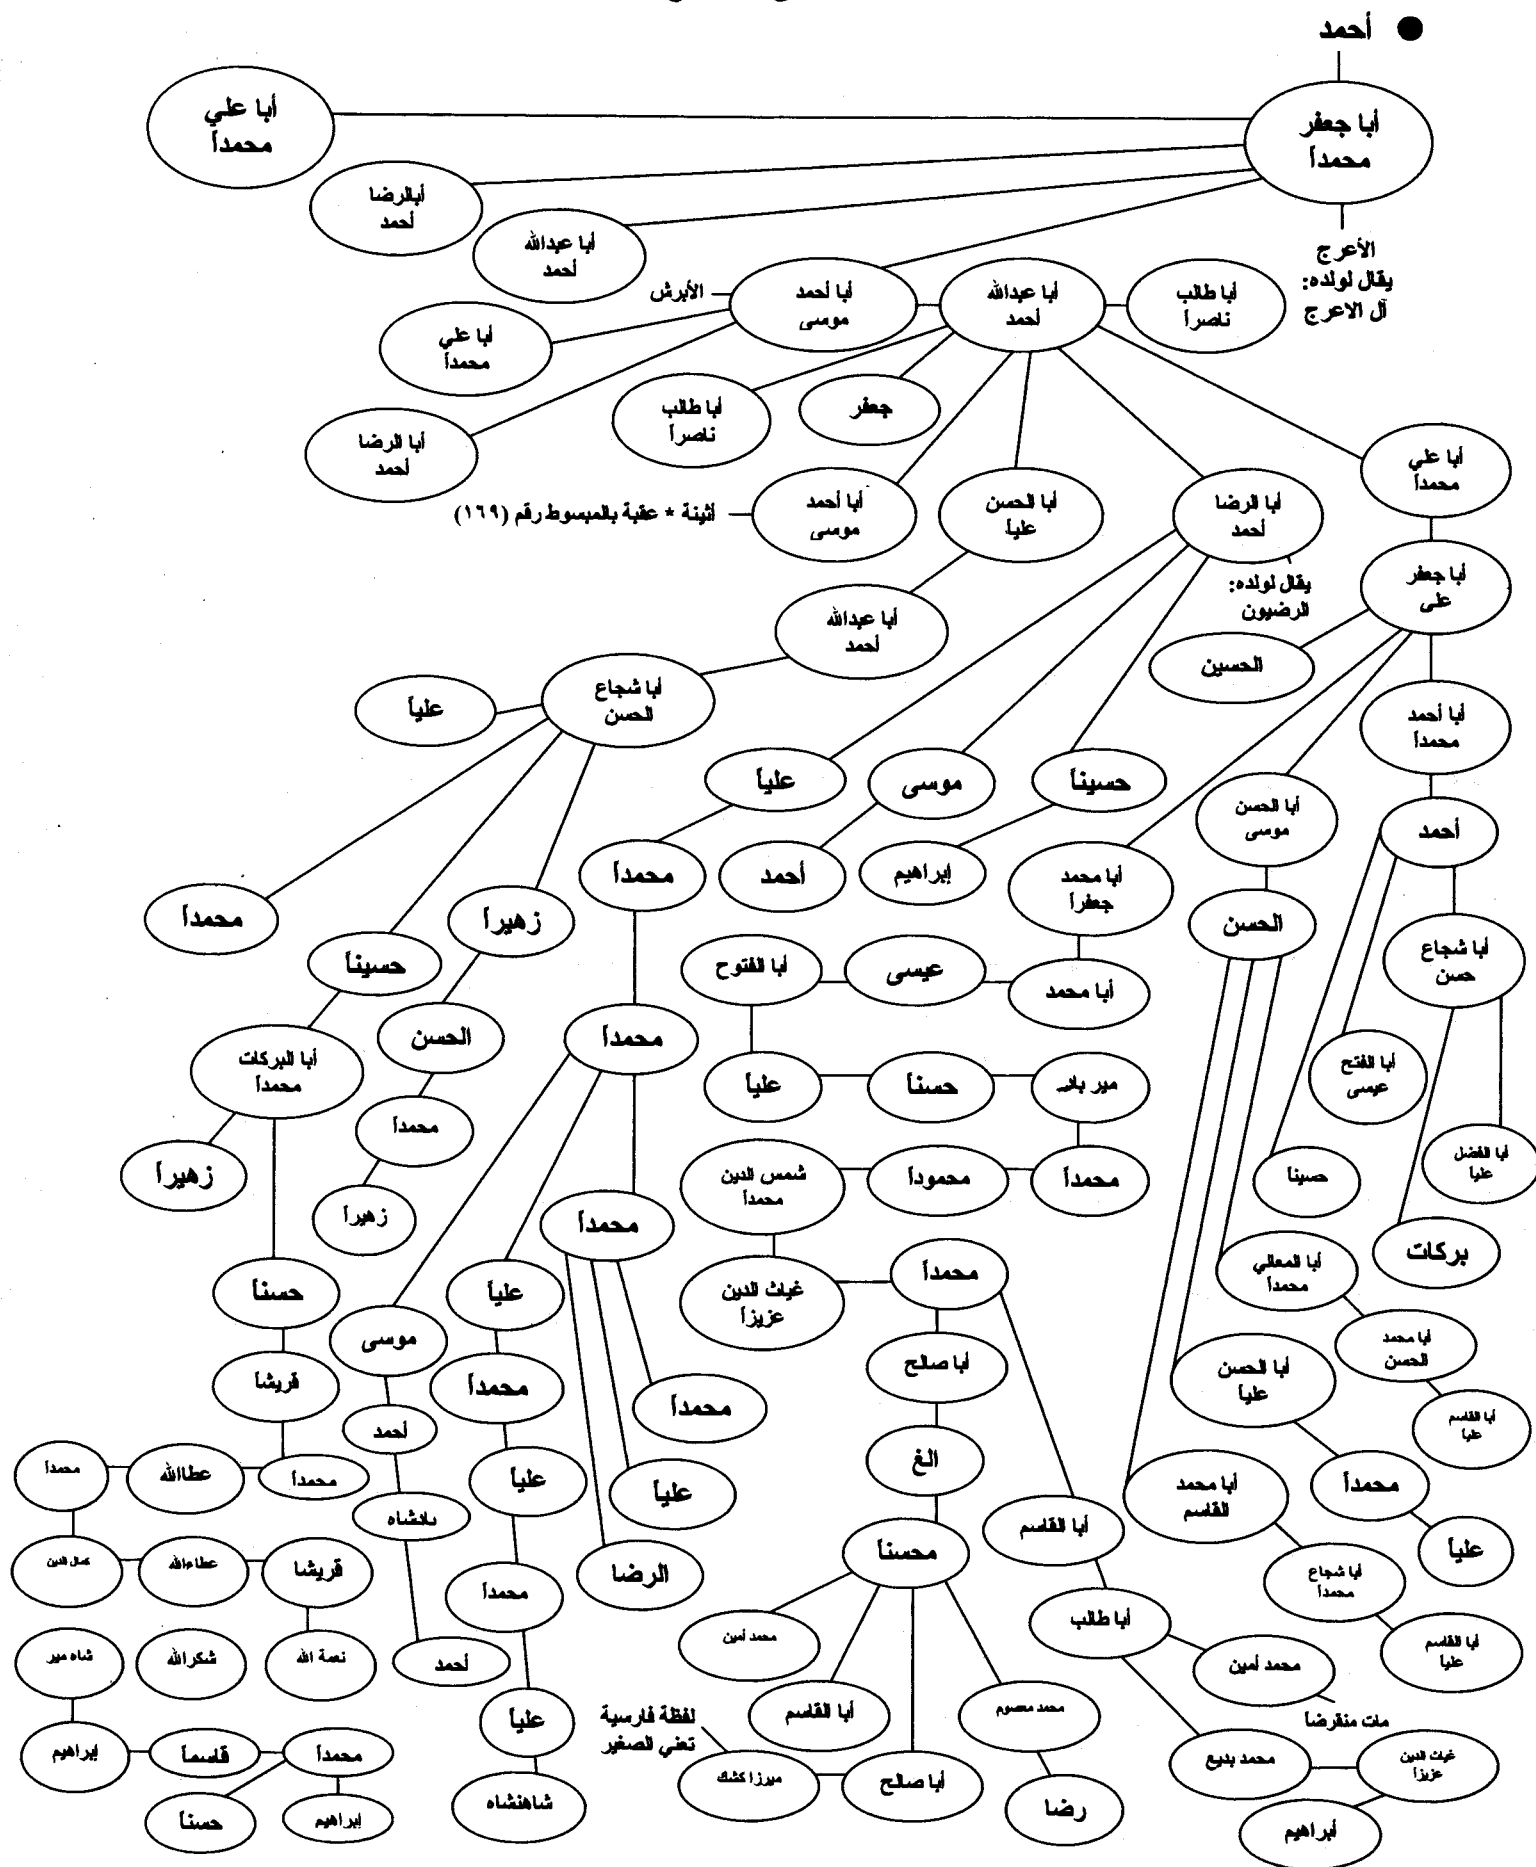 أحمد
أبا جعفر
محمداً
أبا علي
محمداً
أبالرضا
أحمد
أبا عبدالله
أحمد
الأعرج
يقال لولده:
آل الاعرج
أبا طالب
ناصراً
أبا عبدالله
أحمد
أبا أحمد
موسى
الأبرش
أبا علي
محمداً
أبا الرضا
أحمد
أبا طالب
ناصراً
جعفر
أبا علي
محمداً
أبا الرضا
أحمد
أبا الحسن
علياً
أبا أحمد
موسى
أثينة * عقبة بالمبسوط رقم (١٦٩)
يقال لولده:
الرضيون
أبا جعفر
على
أبا عبدالله
أحمد
الحسين
أبا شجاع
الحسن
علياً
أبا أحمد
محمداً
حسيناً
موسى
علياً
أبا الحسن
موسى
أحمد
إبراهيم
أحمد
محمداً
أبا محمد
جعفراً
زهيراً
محمداً
الحسن
أبا شجاع
حسن
حسيناً
أبا الفتوح
عيسى
أبا محمد
الحسن
محمداً
أبا البركات
محمداً
أبا الفتح
عيسى
علياً
حسناً
محمداً
أبا الفضل
علياً
زهيراً
زهيراً
شمس الدين
محمداً
محموداً
محمداً
حسيناً
محمداً
بركات
أبا المعالي
محمداً
حسناً
علياً
غياث الدين
عزيزاً
محمداً
موسى
أبا محمد
الحسن
قريشا
محمداً
أبا صالح
أبا الحسن
علياً
محمداً
أحمد
أبا القاسم
علياً
محمداً
عطاالله
محمداً
علياً
علياً
الغ
أبا محمد
القاسم
محمداً
أبا القاسم
كمال الدين
عطاءالله
قريشا
الرضا
محسناً
علياً
أبا شجاع
محمداً
محمداً
أبا طالب
شاه مير
شكرالله
نعمة الله
أحمد
محمد أمين
محمد أمين
أبا القاسم
علياً
علياً
لفظة فارسية
تعني الصغير
أبا القاسم
محمد معصوم
مات منقرضاً
إبراهيم
قاسماً
محمداً
ميرزا كشك
أبا صالح
محمد بديع
غياث الدين
عزيزاً
حسناً
إبراهيم
شاهنشاه
رضا
أبراهيم